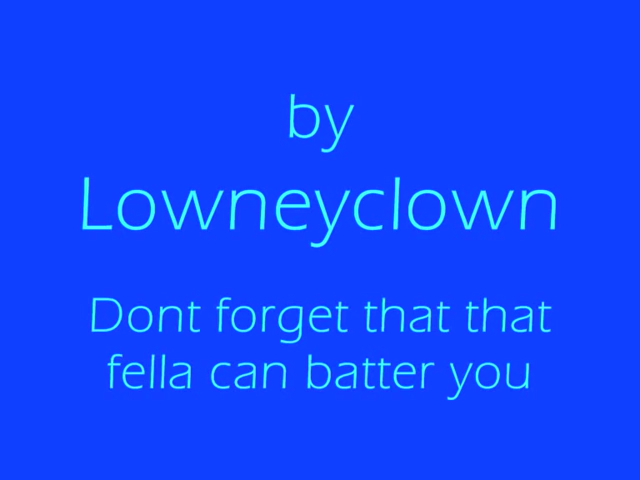 by
Lowneyclown
Dont forget that that
fella can batter you